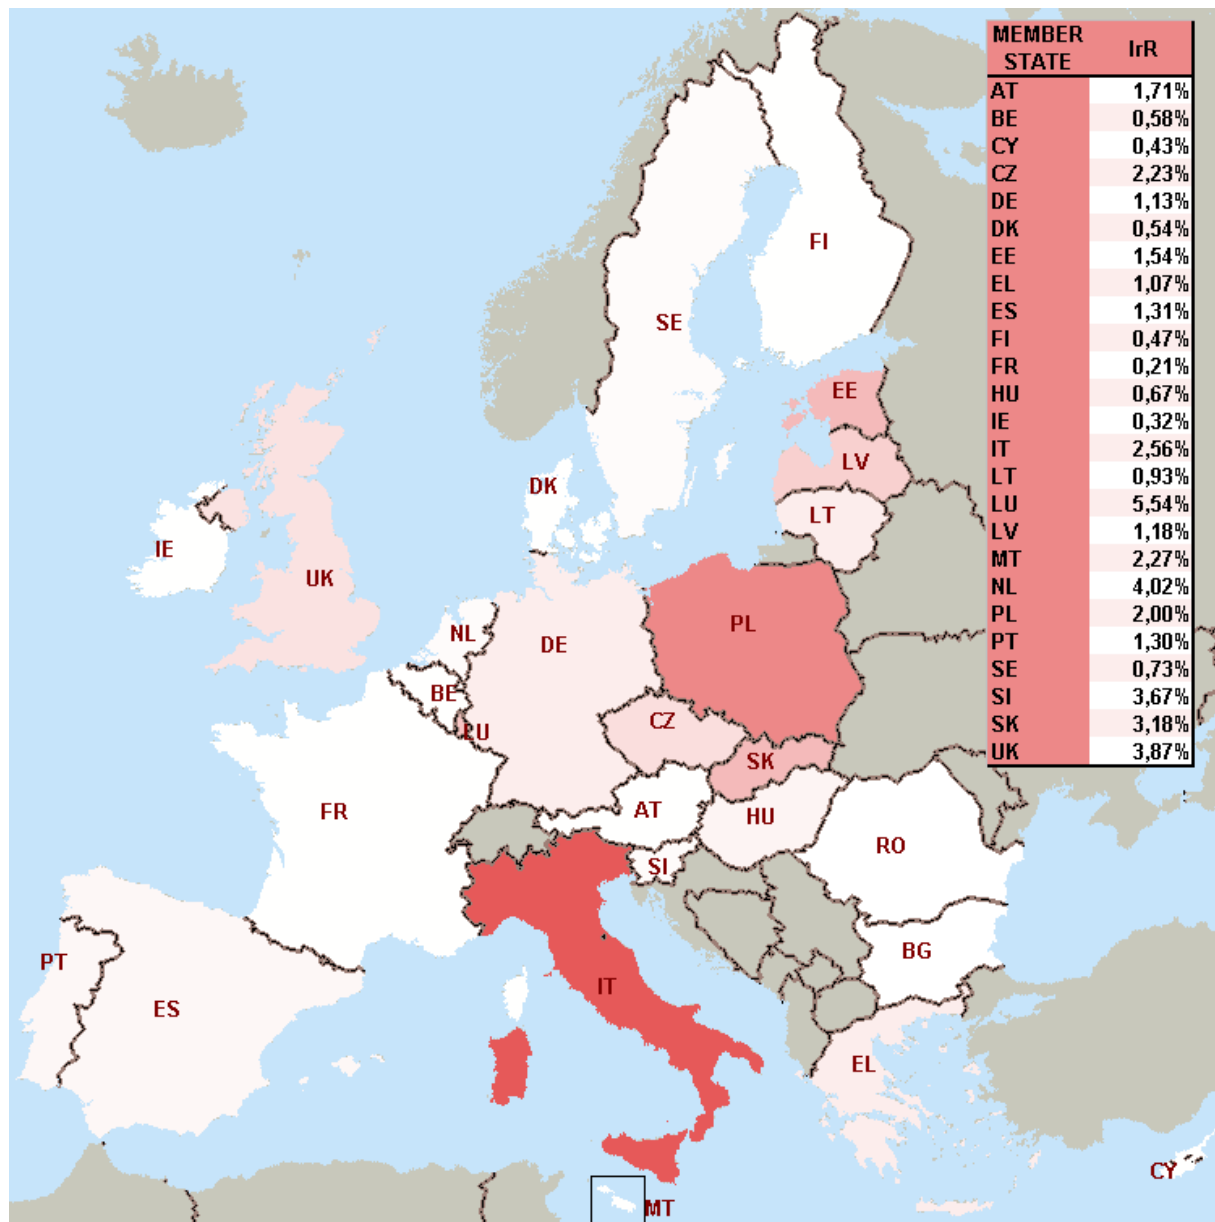 MEMBER STATE IrR
AT 1,71%
BE 0,58%
CY 0,43%
CZ 2,23%
DE 1,13%
DK 0,54%
EE 1,54%
EL 1,07%
ES 1,31%
FI 0,47%
FR 0,21%
HU 0,67%
IE 0,32%
IT 2,56%
LT 0,93%
LU 5,54%
LV 1,18%
MT 2,27%
NL 4,02%
PL 2,00%
PT 1,30%
SE 0,73%
SI 3,67%
SK 3,18%
UK 3,87%
FI
SE
EE
LV
DK
LT
IE
UK
NL
PL
DE
BE
CZ
LU
SK
FR
AT
HU
RO
SI
BG
PT
IT
ES
EL
CY
MT